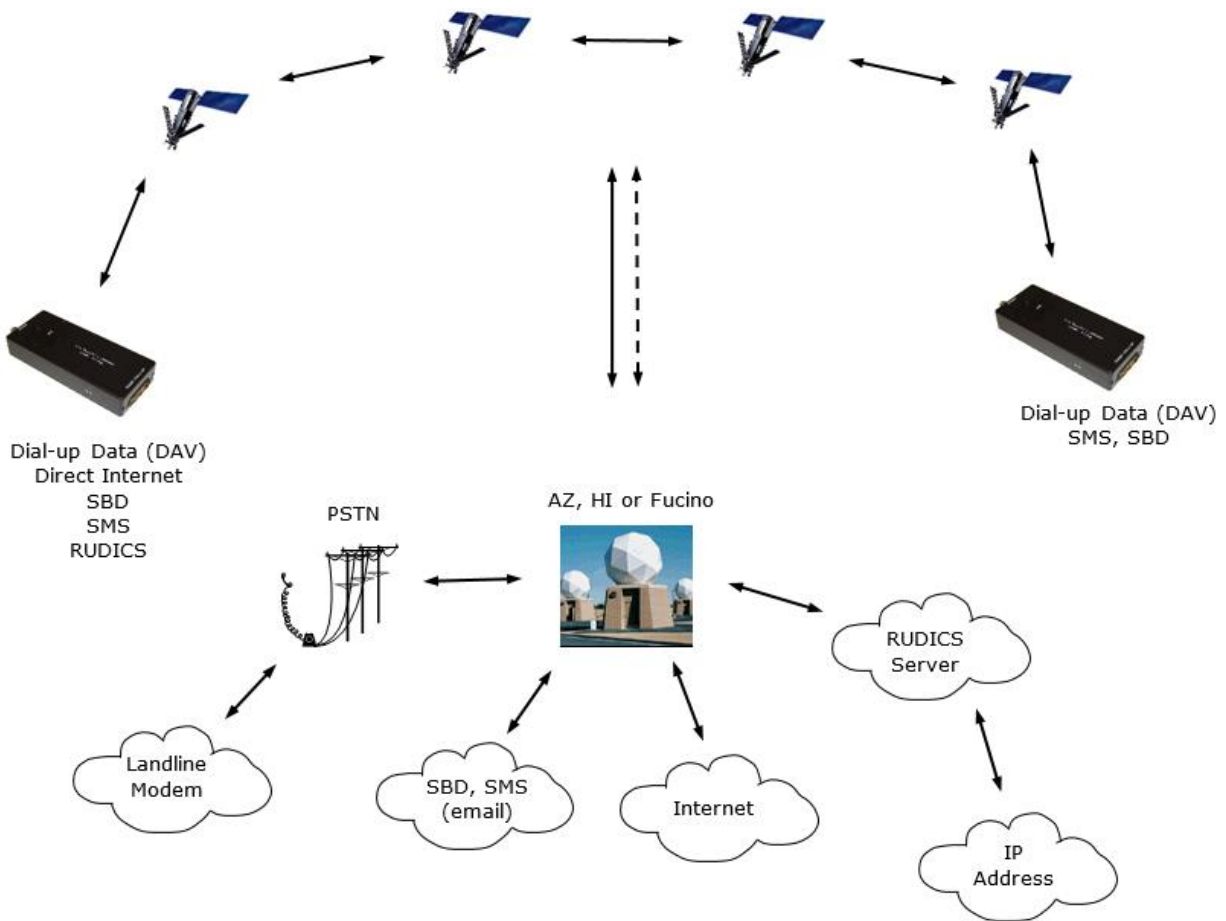 Dial-up Data (DAV)
Direct Internet
SBD
SMS
RUDICS
Dial-up Data (DAV)
SMS, SBD
PSTN
AZ, HI or Fucino
RUDICS
Server
Landline
Modem
SBD, SMS
(email)
Internet
IP
Address